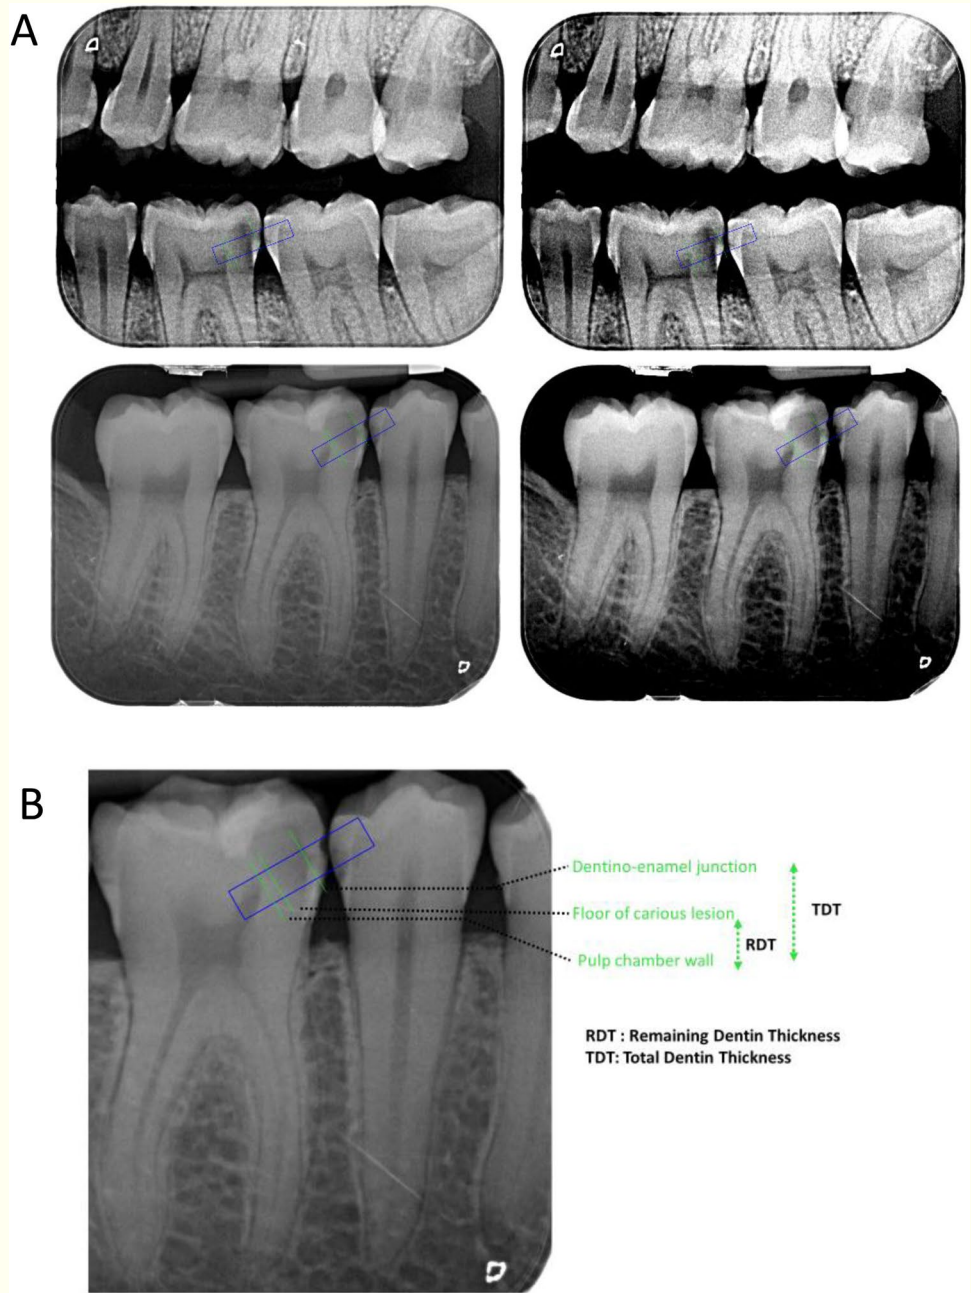 A
B
Dentino-enamel junction
TDT
Floor of carious lesion
RDT
Pulp chamber wall
RDT : Remaining Dentin Thickness
TDT: Total Dentin Thickness